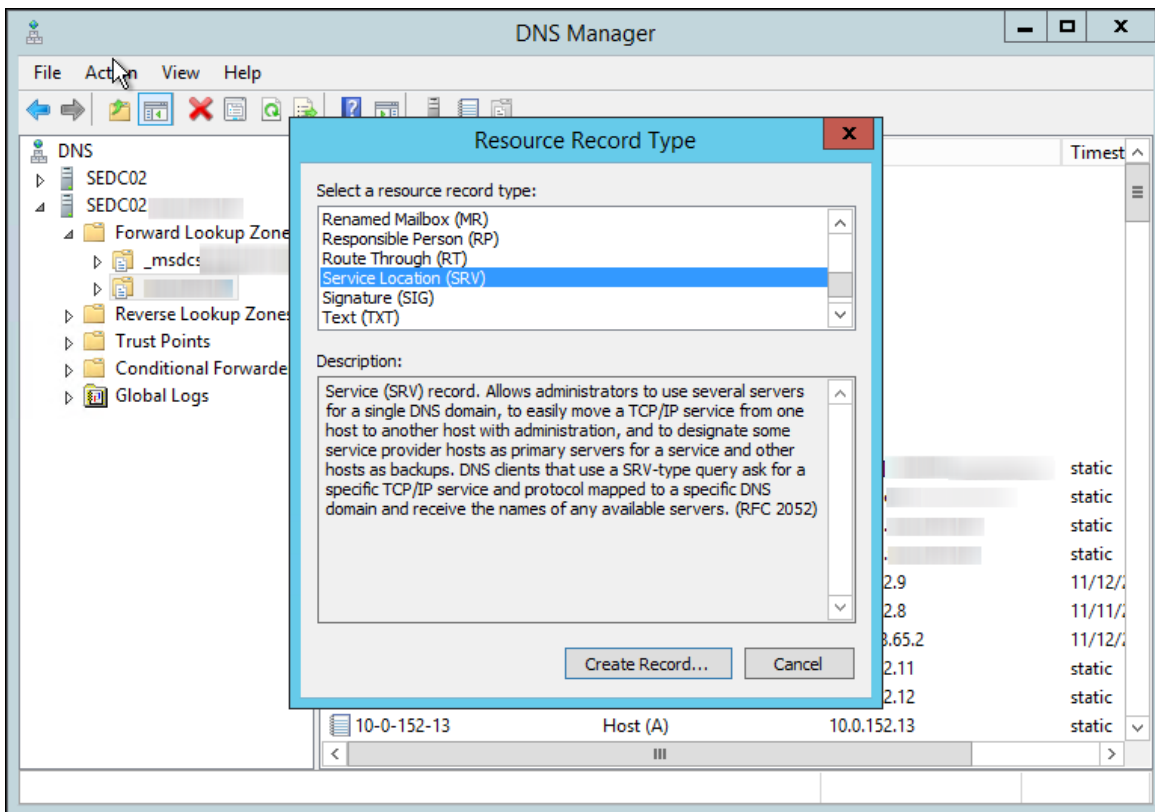 DNS Manager
File Action View Help
DNS
SEDC02
SEDC02
Forward Lookup Zone
_msdcs
Reverse Lookup Zones
Trust Points
Conditional Forwarde
Global Logs
Resource Record Type
Select a resource record type:
Renamed Mailbox (MR)
Responsible Person (RP)
Route Through (RT)
Service Location (SRV)
Signature (SIG)
Text (TXT)
Description:
Service (SRV) record. Allows administrators to use several servers
for a single DNS domain, to easily move a TCP/IP service from one
host to another host with administration, and to designate some
service provider hosts as primary servers for a service and other
hosts as backups. DNS clients that use a SRV-type query ask for a
specific TCP/IP service and protocol mapped to a specific DNS
domain and receive the names of any available servers. (RFC 2052)
Create Record... Cancel
Timest
static
static
static
static
2.9 11/12/2
2.8 11/11/2
3.65.2 11/12/2
2.11 static
2.12 static
10-0-152-13 Host (A) 10.0.152.13 static